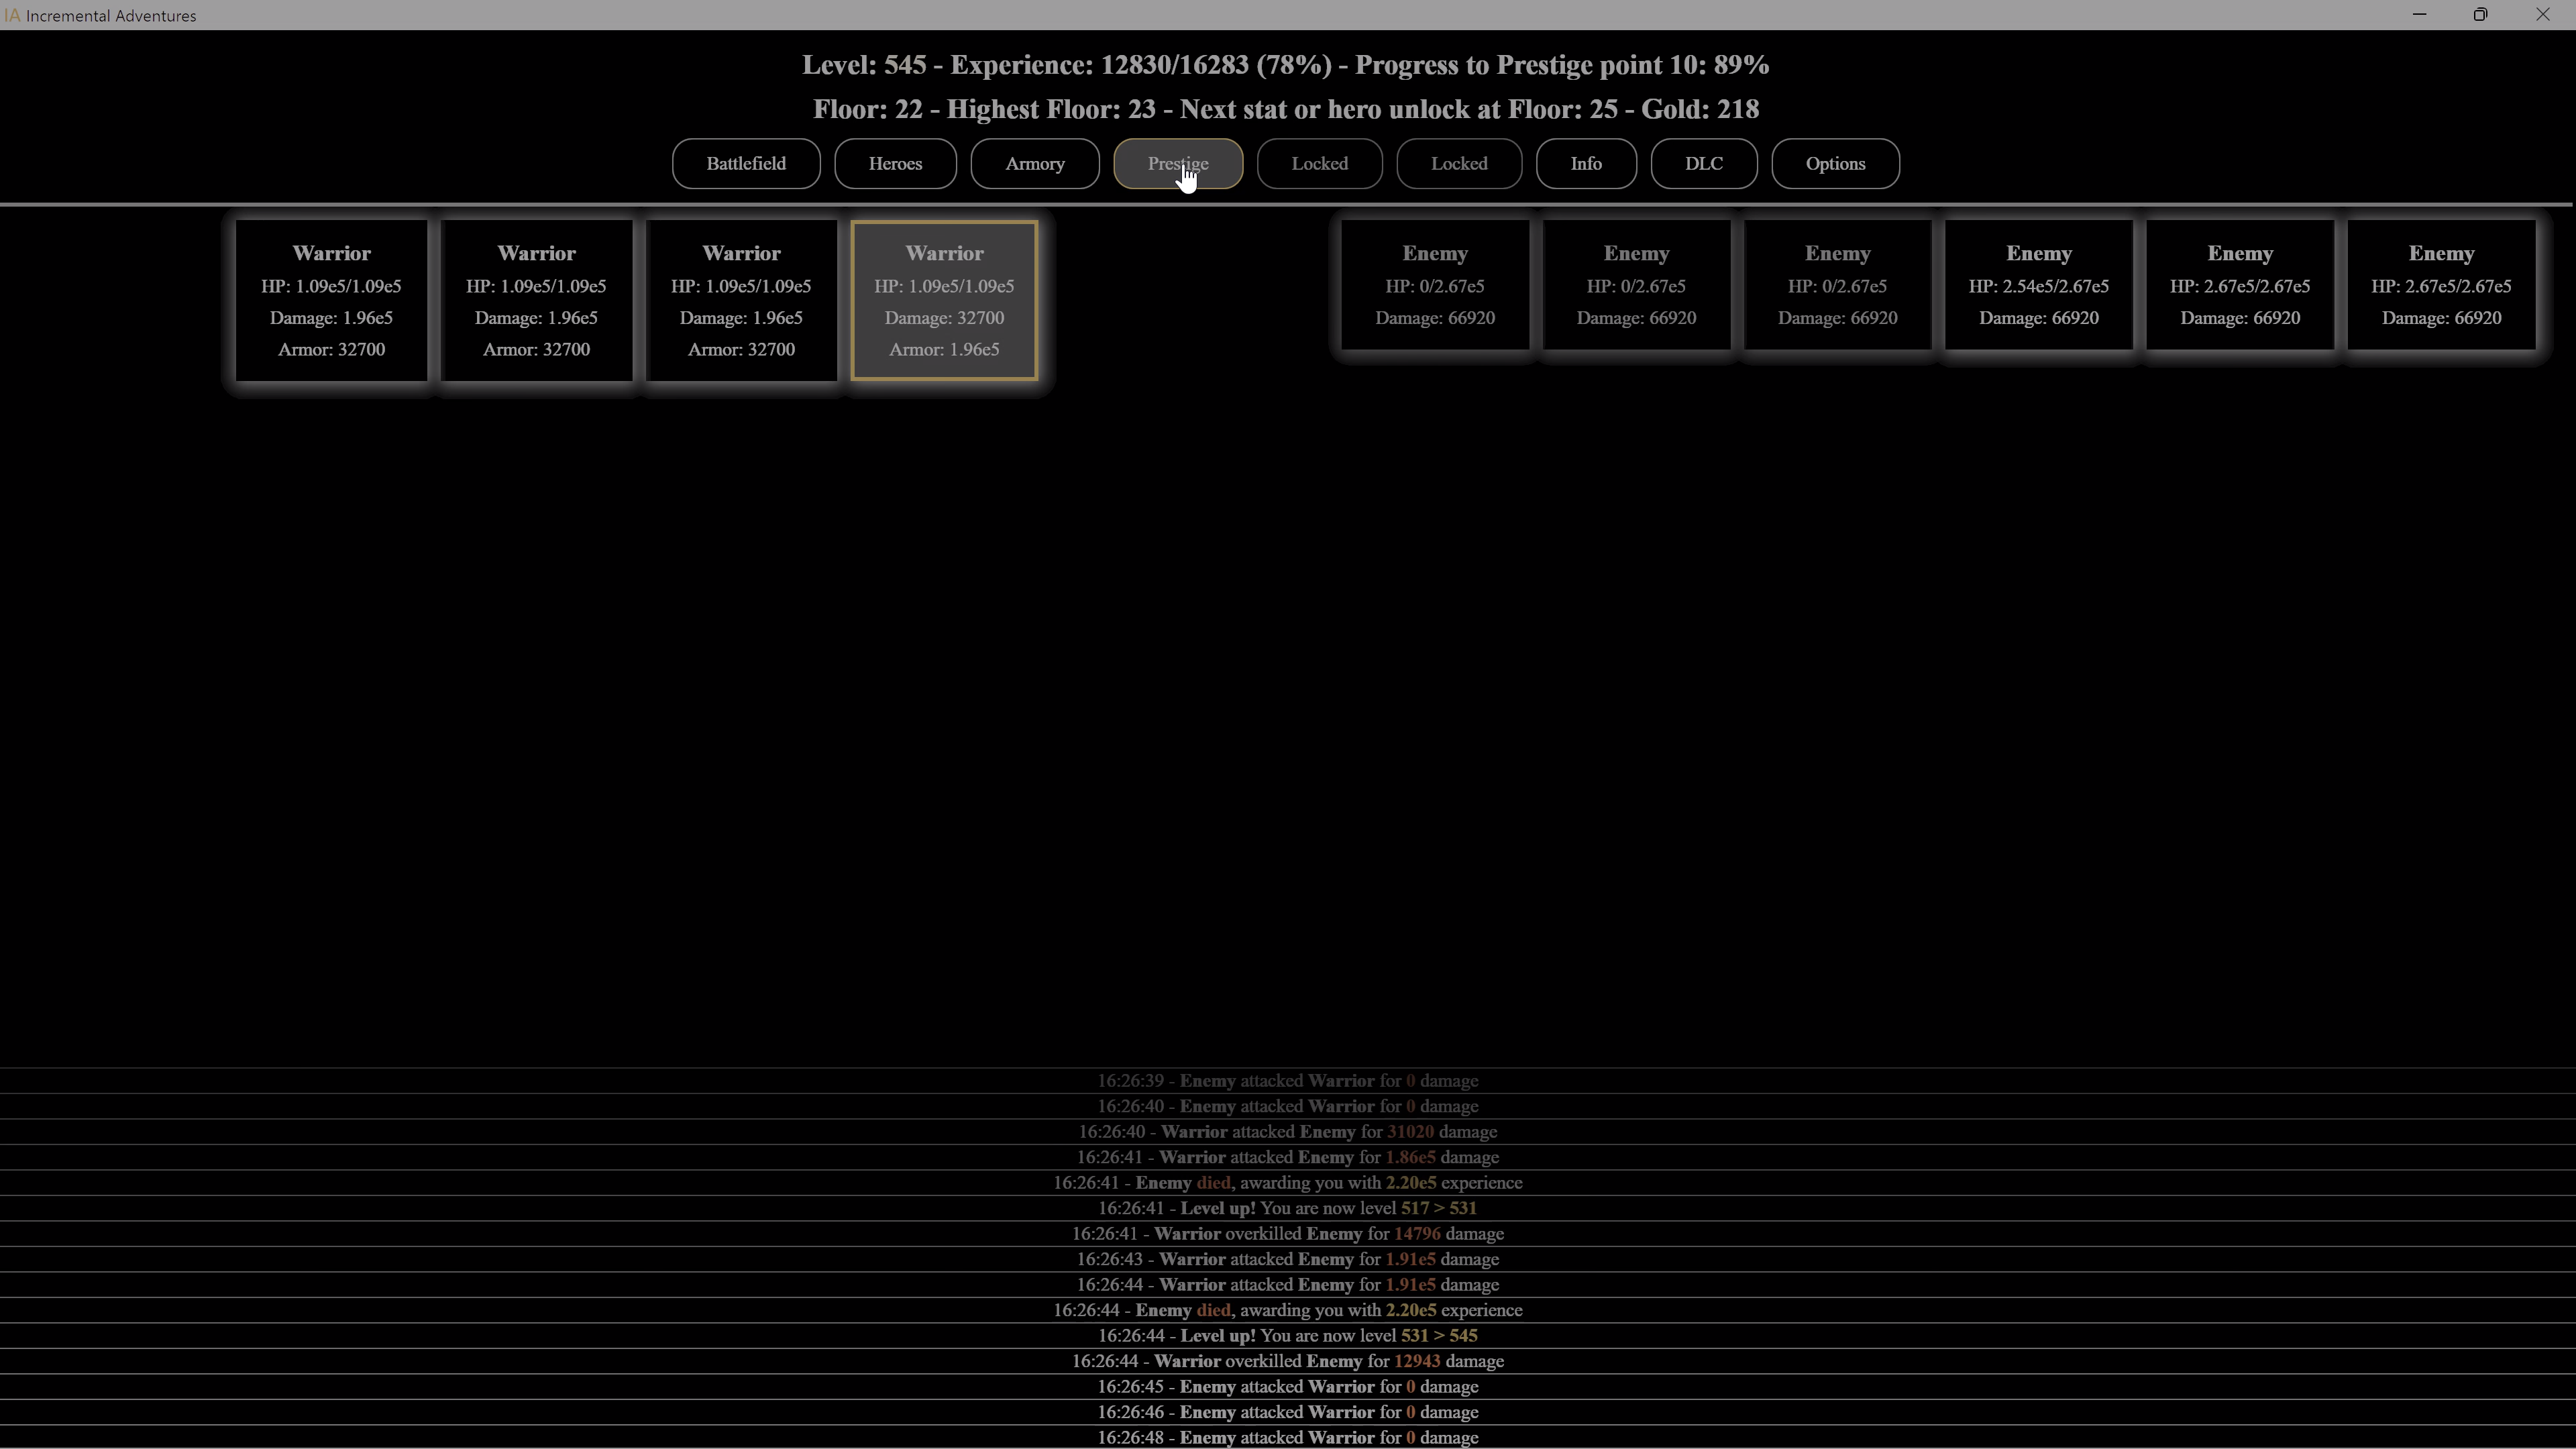 IA Incremental Adventures
Level: 545 - Experience: 12830/16283 (78%) - Progress to Prestige point 10: 89%
Floor: 22 - Highest Floor: 23 - Next stat or hero unlock at Floor: 25 - Gold: 218
Battlefield Heroes Armory Prestige Locked Locked Info DLC Options
Warrior Warrior Warrior Warrior Enemy Enemy Enemy Enemy Enemy Enemy
HP: 1.09e5/1.09e5 HP: 1.09e5/1.09e5 HP: 1.09e5/1.09e5 HP: 1.09e5/1.09e5 HP: 0/2.67e5 HP: 0/2.67e5 HP: 0/2.67e5 HP: 2.54e5/2.67e5 HP: 2.67e5/2.67e5 HP: 2.67e5/2.67e5
Damage: 1.96e5 Damage: 1.96e5 Damage: 1.96e5 Damage: 32700 Damage: 66920 Damage: 66920 Damage: 66920 Damage: 66920 Damage: 66920 Damage: 66920
Armor: 32700 Armor: 32700 Armor: 32700 Armor: 1.96e5
16:26:39 - Enemy attacked Warrior for 0 damage
16:26:40 - Enemy attacked Warrior for 0 damage
16:26:40 - Warrior attacked Enemy for 31020 damage
16:26:41 - Warrior attacked Enemy for 1.86e5 damage
16:26:41 - Enemy died, awarding you with 2.20e5 experience
16:26:41 - Level up! You are now level 517 > 531
16:26:41 - Warrior overkilled Enemy for 14796 damage
16:26:43 - Warrior attacked Enemy for 1.91e5 damage
16:26:44 - Warrior attacked Enemy for 1.91e5 damage
16:26:44 - Enemy died, awarding you with 2.20e5 experience
16:26:44 - Level up! You are now level 531 > 545
16:26:44 - Warrior overkilled Enemy for 12943 damage
16:26:45 - Enemy attacked Warrior for 0 damage
16:26:46 - Enemy attacked Warrior for 0 damage
16:26:48 - Enemy attacked Warrior for 0 damage